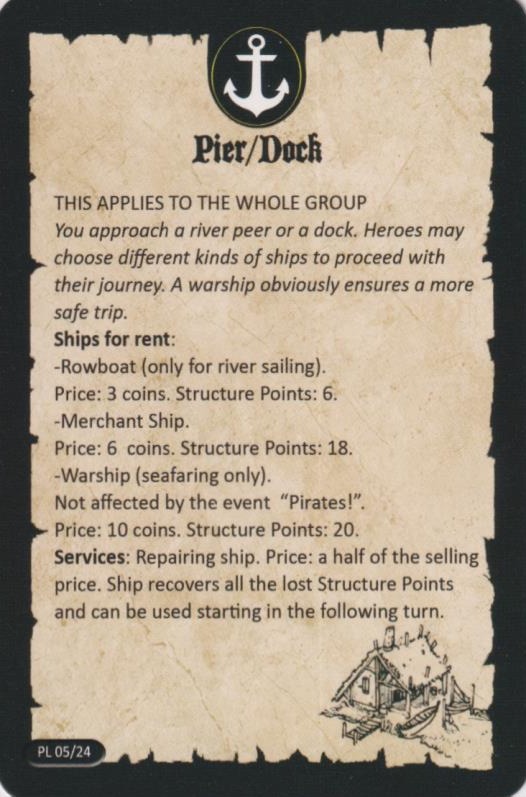 Pier/Dock
THIS APPLIES TO THE WHOLE GROUP
You approach a river peer or a dock. Heroes may
choose different kinds of ships to proceed with
their journey. A warship obviously ensures a more
safe trip.
Ships for rent:
-Rowboat (only for river sailing).
Price: 3 coins. Structure Points: 6.
-Merchant Ship.
Price: 6  coins. Structure Points: 18.
-Warship (seafaring only).
Not affected by the event  “Pirates!”.
Price: 10 coins. Structure Points: 20.
Services: Repairing ship. Price: a half of the selling
price. Ship recovers all the lost Structure Points
and can be used starting in the following turn.
PL 05/24